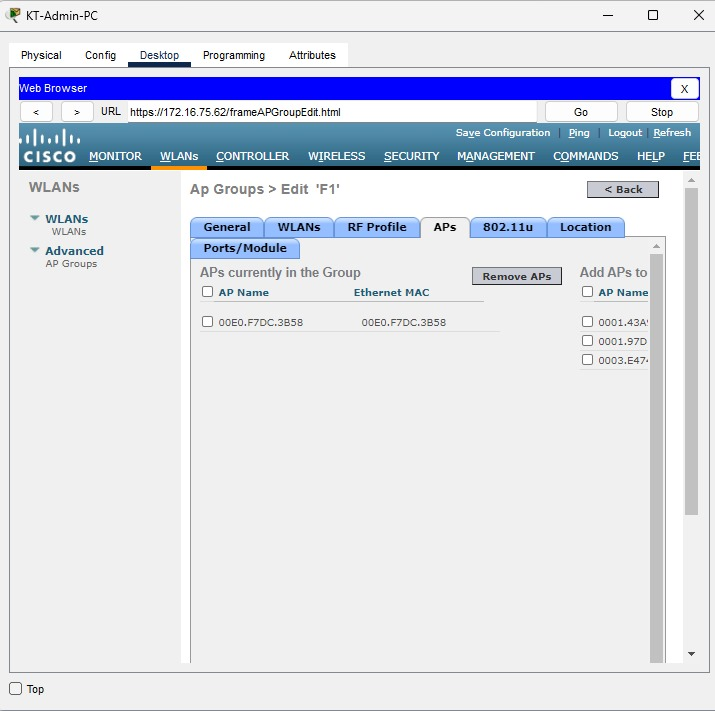 KT-Admin-PC
Physical Config Desktop Programming Attributes
Web Browser X
< > URL https://172.16.75.62/frameAPGroupEdit.html Go Stop
Save Configuration | Ping | Logout | Refresh
CISCO MONITOR WLANs CONTROLLER WIRELESS SECURITY MANAGEMENT COMMANDS HELP FEE
WLANs
WLANs
WLANs
Advanced
AP Groups
Ap Groups > Edit 'F1' < Back
General WLANs RF Profile APs 802.11u Location
Ports/Module
APs currently in the Group Remove APs Add APs to
AP Name Ethernet MAC AP Name
00E0.F7DC.3B58 00E0.F7DC.3B58 0001.43A
0001.97D
0003.E474
Top